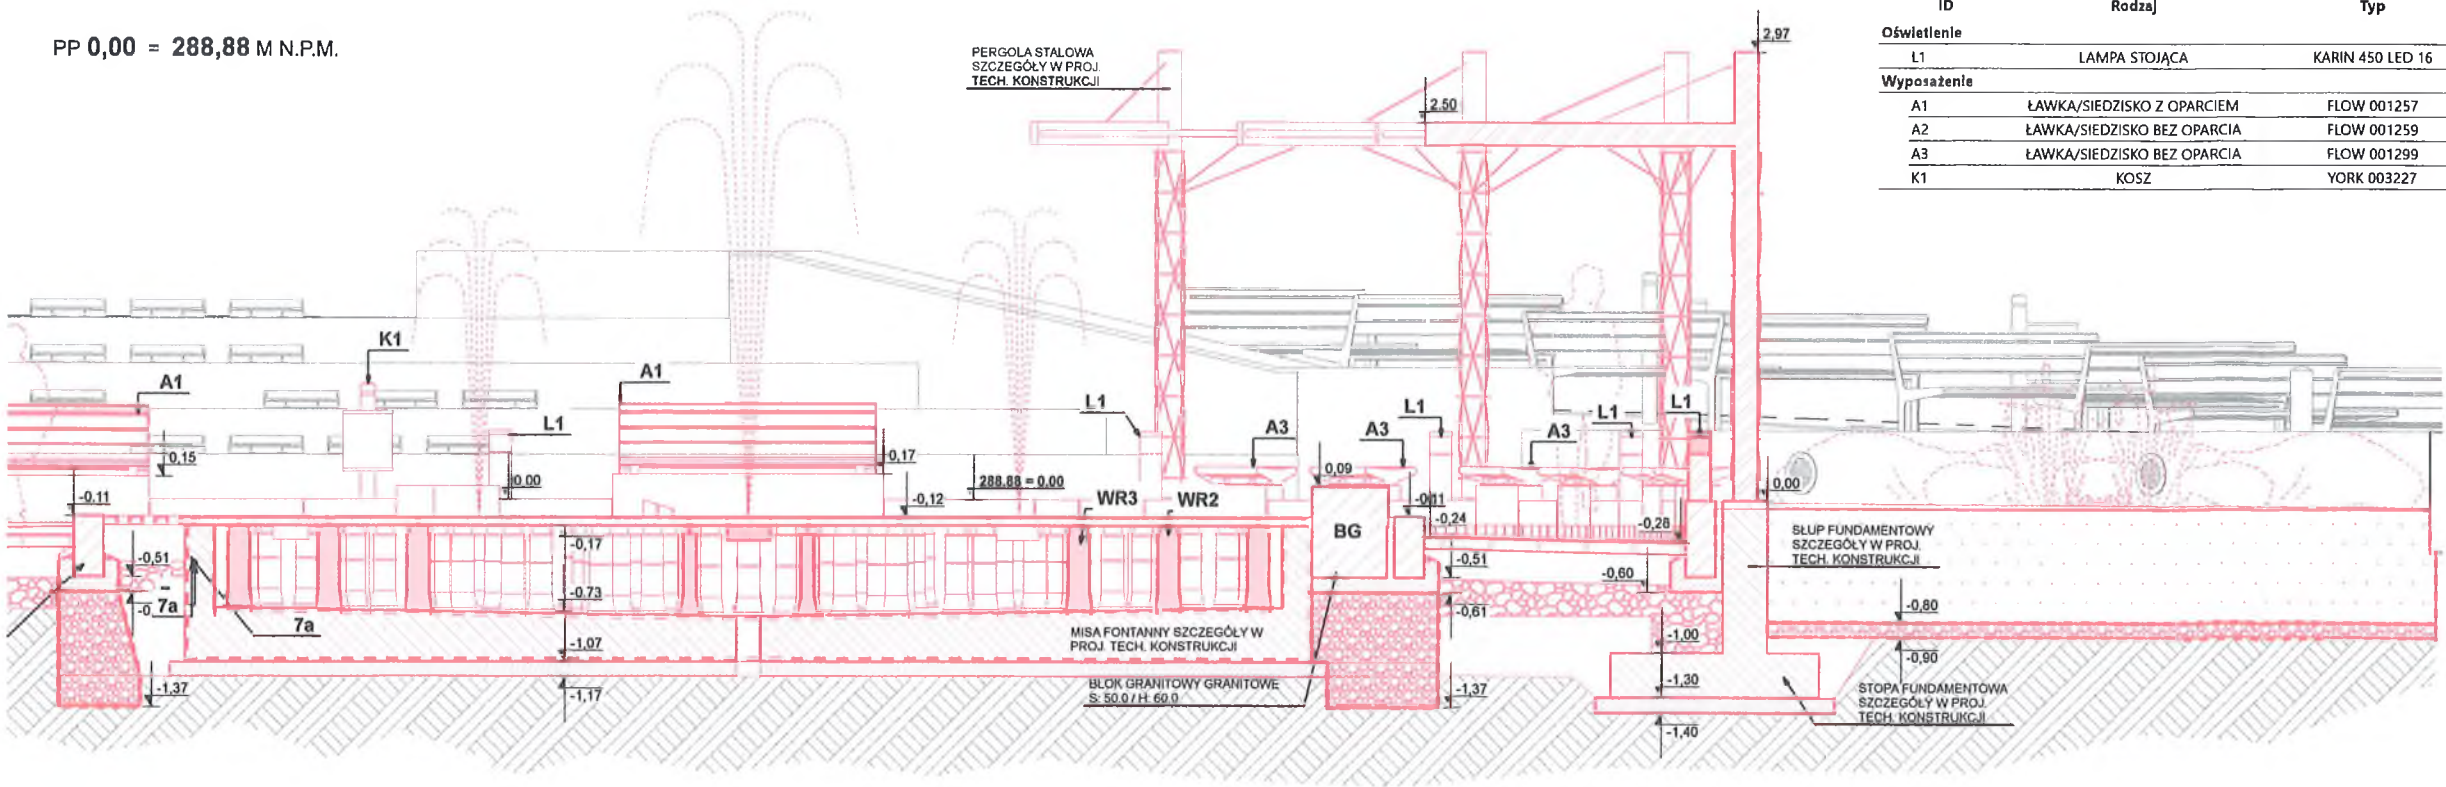 PP 0,00 = 288,88 M N.P.M.
PERGOLA STALOWA
SZCZEGÓŁY W PROJ.
TECH. KONSTRUKCJI
2,97
2.50
ID Rodzaj Typ
Oświetlenie
L1 LAMPA STOJĄCA KARIN 450 LED 16
Wyposażenie
A1 ŁAWKA/SIEDZISKO Z OPARCIEM FLOW 001257
A2 ŁAWKA/SIEDZISKO BEZ OPARCIA FLOW 001259
A3 ŁAWKA/SIEDZISKO BEZ OPARCIA FLOW 001299
K1 KOSZ YORK 003227
K1
A1
A1
L1
L1
L1
L1
L1
A3
A3
A3
0,15
0,17
0,00
-0.11
-0,12
288.88 = 0,00
0,09
-0,11
0,00
WR3
WR2
BG
-0,24
-0,28
-0,17
-0,51
-0,51
-0,60
-0,73
-0,61
7a
7a
SŁUP FUNDAMENTOWY
SZCZEGÓŁY W PROJ.
TECH. KONSTRUKCJI
-0,80
-0,90
MISA FONTANNY SZCZEGÓŁY W
PROJ. TECH. KONSTRUKCJI
-1,07
-1,00
BLOK GRANITOWY GRANITOWE
S: 50.0 / H: 60.0
-1,37
-1,17
-1,37
-1,30
-1,40
STOPA FUNDAMENTOWA
SZCZEGÓŁY W PROJ.
TECH. KONSTRUKCJI